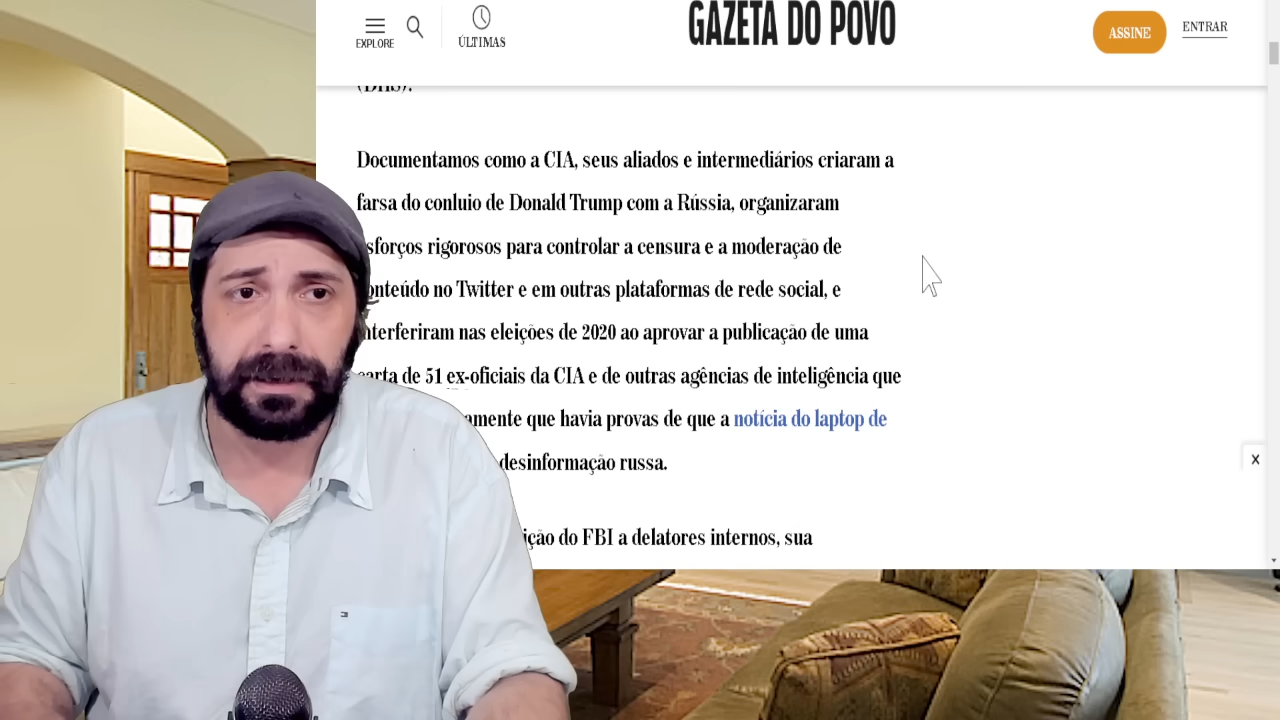 EXPLORE
ÚLTIMAS
GAZETA DO POVO
ASSINE
ENTRAR
(DHS).
Documentamos como a CIA, seus aliados e intermediários criaram a
farsa do conluio de Donald Trump com a Rússia, organizaram
sforços rigorosos para controlar a censura e a moderação de
onteúdo no Twitter e em outras plataformas de rede social, e
nterferiram nas eleições de 2020 ao aprovar a publicação de uma
carta de 51 ex-oficiais da CIA e de outras agências de inteligência que
amente que havia provas de que a notícia do laptop de
desinformação russa.
ição do FBI a delatores internos, sua
x